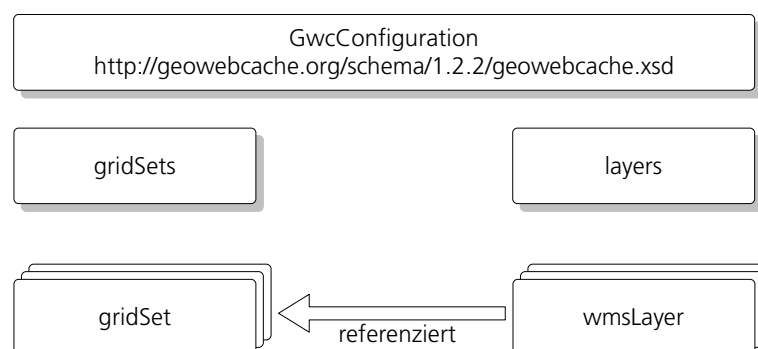 GwcConfiguration
http://geowebcache.org/schema/1.2.2/geowebcache.xsd
gridSets
layers
gridSet
referenziert
wmsLayer